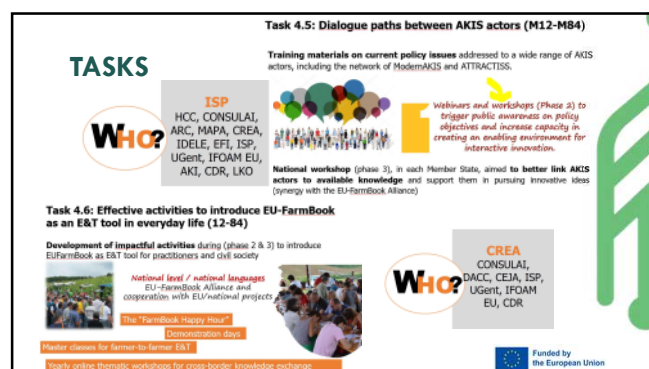 Task 4.5: Dialogue paths between AKIS actors (M12-M84)
TASKS
Training materials on current policy issues addressed to a wide range of AKIS
actors, including the network of ModernAKIS and ATTRACTISS.
WHO?
ISP
HCC, CONSULAI,
ARC, MAPA, CREA,
IDELE, EFI, ISP,
UGent, IFOAM EU,
AKI, CDR, LKO
Webinars and workshops (Phase 2) to
trigger public awareness on policy
objectives and increase capacity in
creating an enabling environment for
interactive innovation.
National workshop (phase 3), in each Member State, aimed to better link AKIS
actors to available knowledge and support them in pursuing innovative ideas
(synergy with the EU-FarmBook Alliance)
Task 4.6: Effective activities to introduce EU-FarmBook
as an E&T tool in everyday life (12-84)
Development of impactful activities during (phase 2 & 3) to introduce
EUFarmBook as E&T tool for practitioners and civil society
National level / national languages
EU-FarmBook Alliance and
cooperation with EU/national projects
The "FarmBook Happy Hour"
Demonstration days
Master classes for farmer-to-farmer E&T
Yearly online thematic workshops for cross-border knowledge exchange
WHO?
CREA
CONSULAI,
DACC, CEJA, ISP,
UGent, IFOAM
EU, CDR
Funded by
the European Union